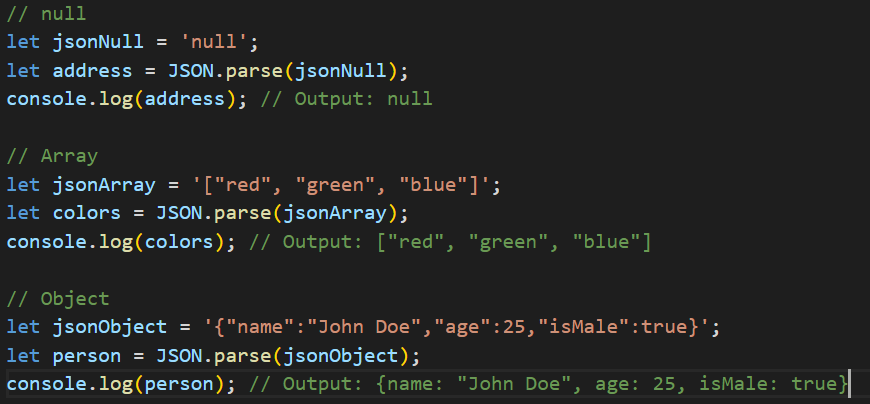 // null
let jsonNull = 'null';
let address = JSON.parse(jsonNull);
console.log(address); // Output: null
// Array
let jsonArray = '["red", "green", "blue"]';
let colors = JSON.parse(jsonArray);
console.log(colors); // Output: ["red", "green", "blue"]
// Object
let jsonObject = '{"name":"John Doe","age":25,"isMale":true}';
let person = JSON.parse(jsonObject);
console.log(person); // Output: {name: "John Doe", age: 25, isMale: true}